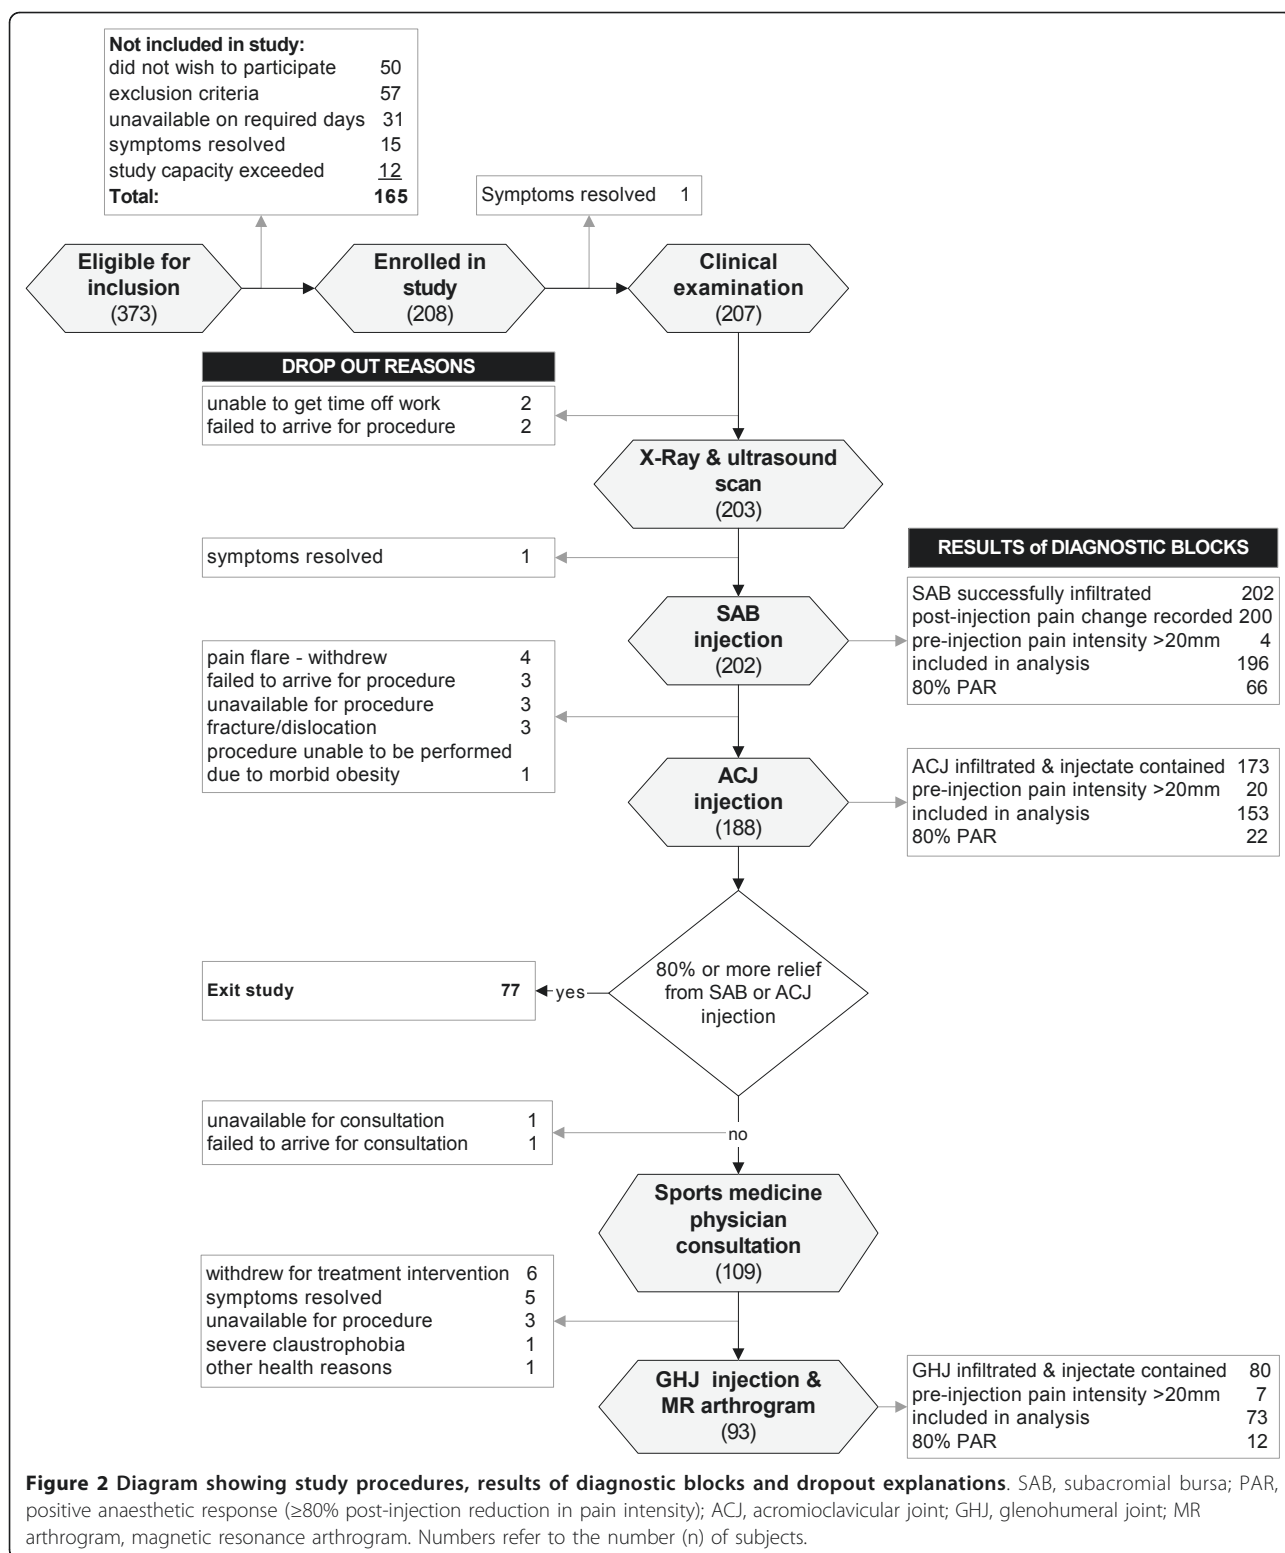 Not included in study:
did not wish to participate 50
exclusion criteria 57
unavailable on required days 31
symptoms resolved 15
study capacity exceeded 12
Total: 165
Symptoms resolved 1
Eligible for
inclusion
(373)
Enrolled in
study
(208)
Clinical
examination
(207)
DROP OUT REASONS
unable to get time off work 2
failed to arrive for procedure 2
X-Ray & ultrasound
scan
(203)
symptoms resolved 1
RESULTS of DIAGNOSTIC BLOCKS
SAB
injection
(202)
SAB successfully infiltrated 202
post-injection pain change recorded 200
pre-injection pain intensity >20mm 4
included in analysis 196
80% PAR 66
pain flare - withdrew 4
failed to arrive for procedure 3
unavailable for procedure 3
fracture/dislocation 3
procedure unable to be performed
due to morbid obesity 1
ACJ
injection
(188)
ACJ infiltrated & injectate contained 173
pre-injection pain intensity >20mm 20
included in analysis 153
80% PAR 22
80% or more relief
from SAB or ACJ
injection
yes
Exit study 77
no
unavailable for consultation 1
failed to arrive for consultation 1
Sports medicine
physician
consultation
(109)
withdrew for treatment intervention 6
symptoms resolved 5
unavailable for procedure 3
severe claustrophobia 1
other health reasons 1
GHJ injection &
MR arthrogram
(93)
GHJ infiltrated & injectate contained 80
pre-injection pain intensity >20mm 7
included in analysis 73
80% PAR 12
Figure 2 Diagram showing study procedures, results of diagnostic blocks and dropout explanations. SAB, subacromial bursa; PAR,
positive anaesthetic response (≥80% post-injection reduction in pain intensity); ACJ, acromioclavicular joint; GHJ, glenohumeral joint; MR
arthrogram, magnetic resonance arthrogram. Numbers refer to the number (n) of subjects.